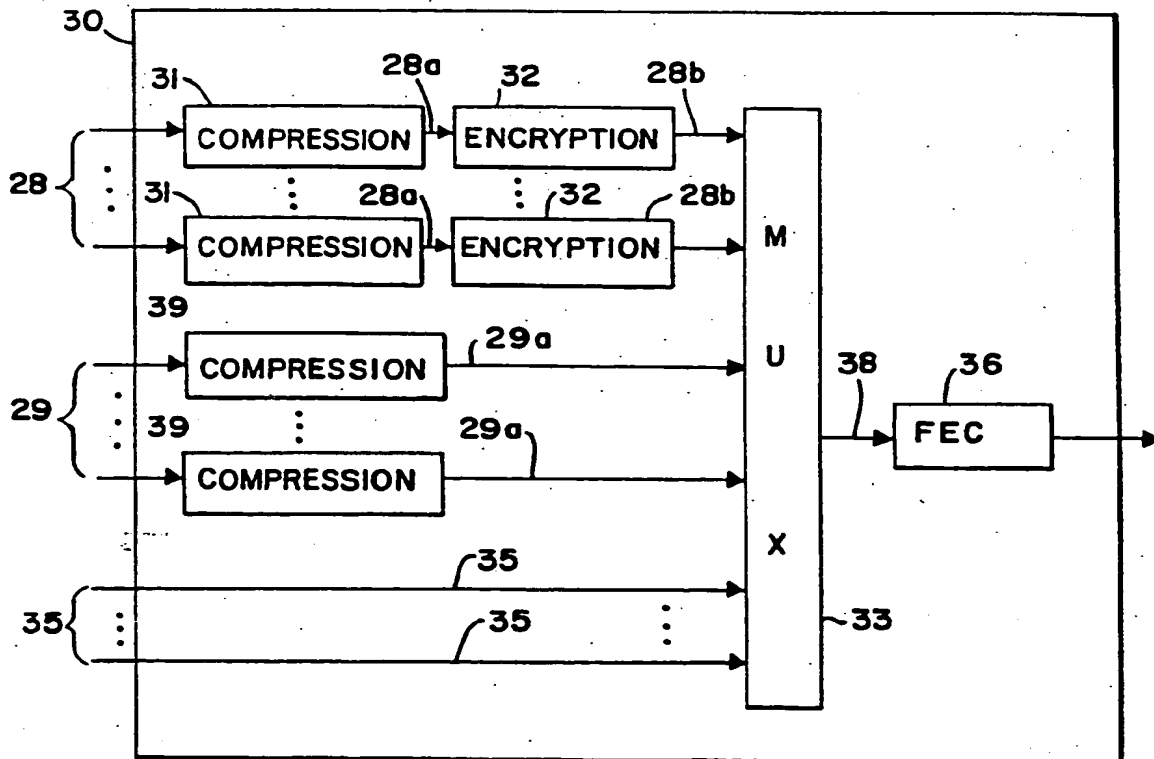 30
31 28a 32 28b
COMPRESSION ENCRYPTION
28
31 28a 32 28b
COMPRESSION ENCRYPTION
M
39
COMPRESSION 29a
U
29
39 29a
COMPRESSION
38 36
FEC
X
35
35
35
33